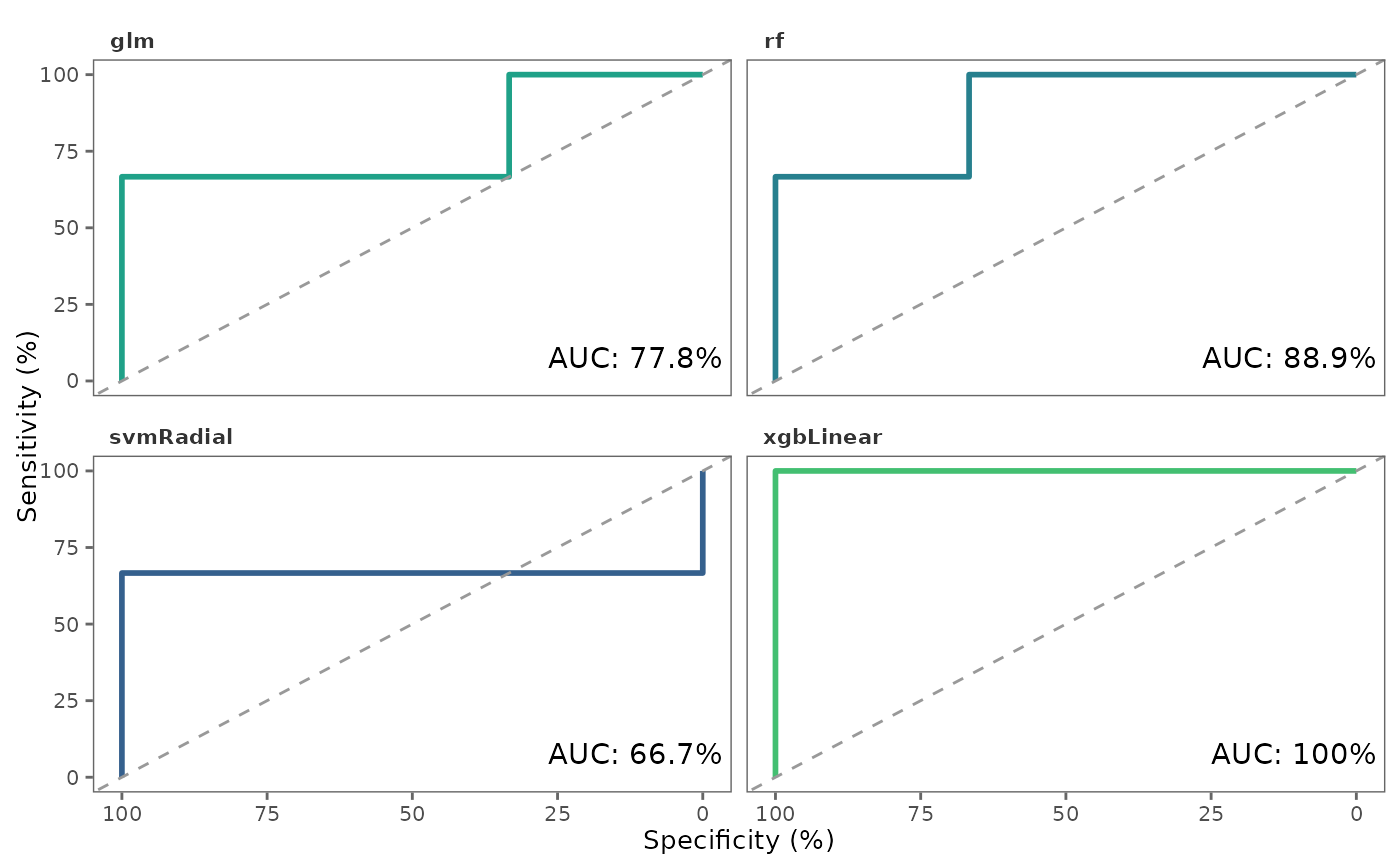 glm
rf
100
75
50
25
0
AUC: 77.8%
AUC: 88.9%
Sensitivity (%)
svmRadial
xgbLinear
100
75
50
25
0
AUC: 66.7%
AUC: 100%
100 75 50 25 0
100 75 50 25 0
Specificity (%)